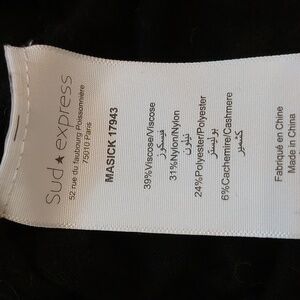 Sud★express
52 rue du faubourg Poissonnière
75010 Paris
MASICK 17943
39%Viscose/Viscose
فيسكوز
31%Nylon/Nylon
نيلون
24%Polyester/Polyester
بوليستر
6%Cachemire/Cashmere
كشمير
Fabriqué en Chine
Made in China